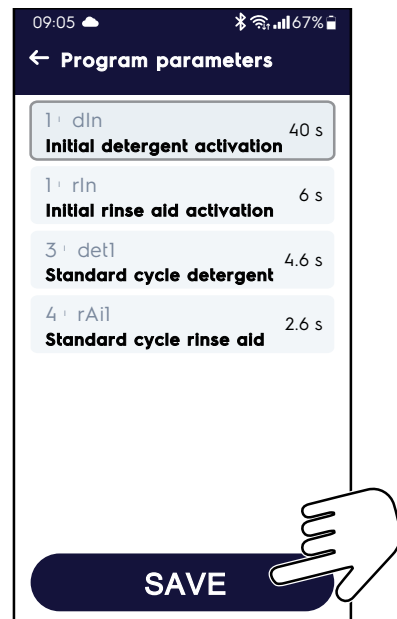 09:05 67%
← Program parameters
1 dIn
40 s
Initial detergent activation
1 rIn
6 s
Initial rinse aid activation
3 det1
4.6 s
Standard cycle detergent
4 rAi1
2.6 s
Standard cycle rinse aid
SAVE